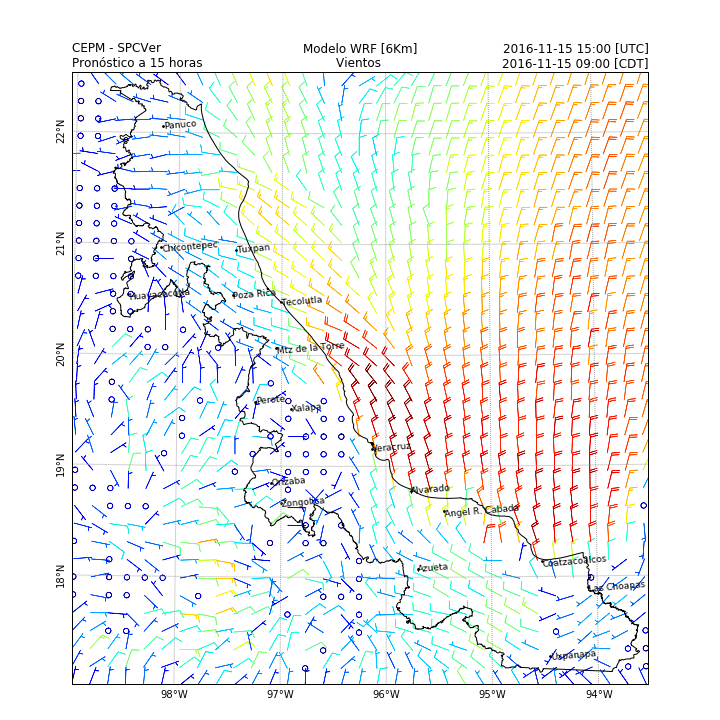 CEPM - SPCVer Modelo WRF [6Km] 2016-11-15 15:00 [UTC]
Pronóstico a 15 horas Vientos 2016-11-15 09:00 [CDT]
22°N
Panuco
21°N
Chicontepec
Tuxpan
Huayacocotla
Poza Rica
Tecolutla
20°N
Mtz de la Torre
Perote
Xalapa
19°N
Veracruz
Orizaba
Alvarado
Zongolica
Angel R. Cabada
18°N
Azueta
Coatzacoalcos
Las Choapas
Uxpanapa
98°W 97°W 96°W 95°W 94°W